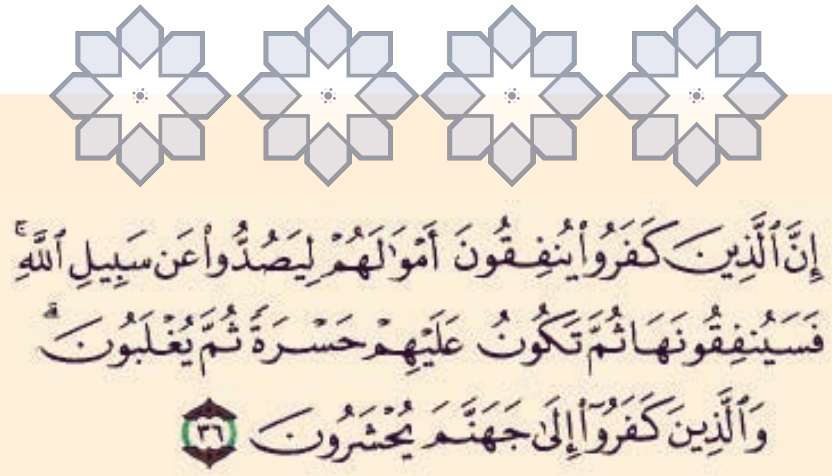 إِنَّ ٱلَّذِينَ كَفَرُوا۟ يُنفِقُونَ أَمْوَٰلَهُمْ لِيَصُدُّوا۟ عَن سَبِيلِ ٱللَّهِ ۚ
فَسَيُنفِقُونَهَا ثُمَّ تَكُونُ عَلَيْهِمْ حَسْرَةً ثُمَّ يُغْلَبُونَ ۗ
وَٱلَّذِينَ كَفَرُوٓا۟ إِلَىٰ جَهَنَّمَ يُحْشَرُونَ ٣٦